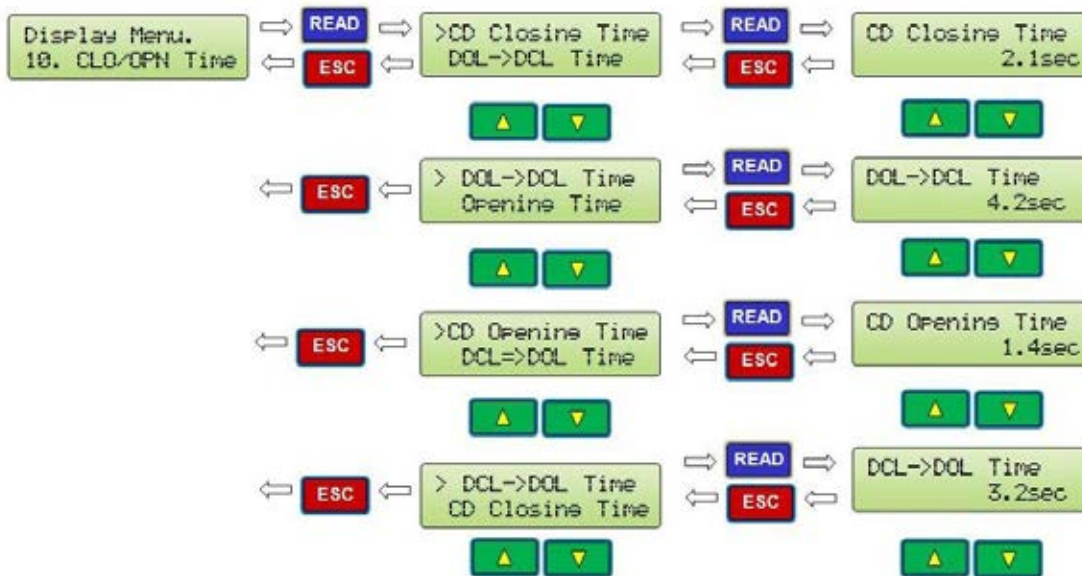 Display Menu.
10. CLO/OPN Time
READ
ESC
>CD Closing Time
DOL->DCL Time
READ
ESC
CD Closing Time
2.1sec
ESC
> DOL->DCL Time
Opening Time
READ
ESC
DOL->DCL Time
4.2sec
ESC
>CD Opening Time
DCL=>DOL Time
READ
ESC
CD Opening Time
1.4sec
ESC
> DCL->DOL Time
CD Closing Time
READ
ESC
DCL->DOL Time
3.2sec